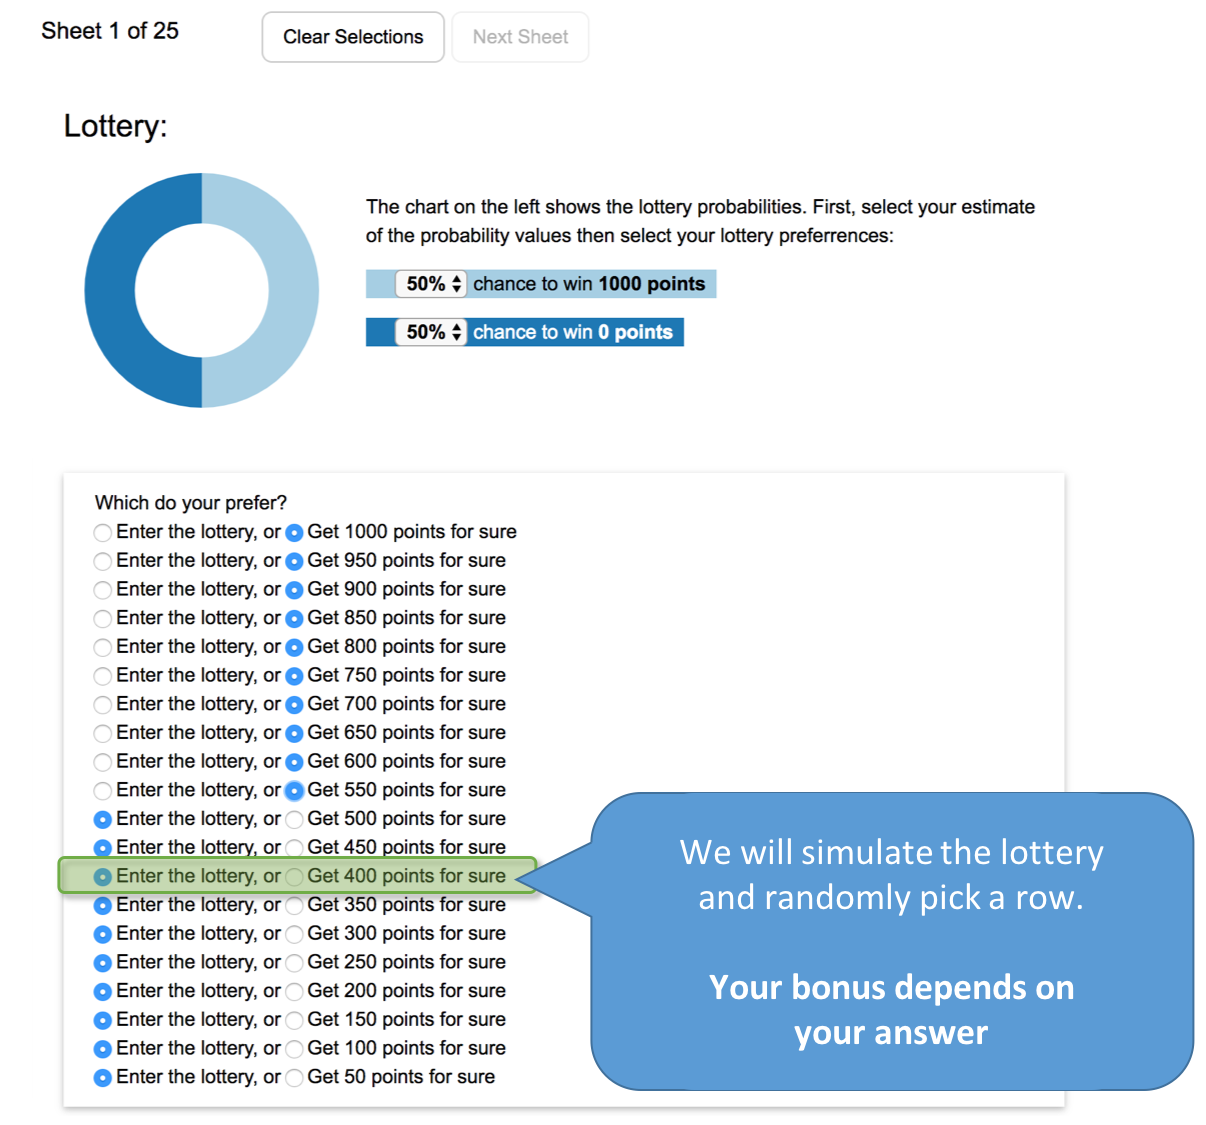 Sheet 1 of 25
Clear Selections
Next Sheet
Lottery:
The chart on the left shows the lottery probabilities. First, select your estimate
of the probability values then select your lottery preferrences:
50% chance to win 1000 points
50% chance to win 0 points
Which do your prefer?
Enter the lottery, or Get 1000 points for sure
Enter the lottery, or Get 950 points for sure
Enter the lottery, or Get 900 points for sure
Enter the lottery, or Get 850 points for sure
Enter the lottery, or Get 800 points for sure
Enter the lottery, or Get 750 points for sure
Enter the lottery, or Get 700 points for sure
Enter the lottery, or Get 650 points for sure
Enter the lottery, or Get 600 points for sure
Enter the lottery, or Get 550 points for sure
Enter the lottery, or Get 500 points for sure
Enter the lottery, or Get 450 points for sure
Enter the lottery, or Get 400 points for sure
Enter the lottery, or Get 350 points for sure
Enter the lottery, or Get 300 points for sure
Enter the lottery, or Get 250 points for sure
Enter the lottery, or Get 200 points for sure
Enter the lottery, or Get 150 points for sure
Enter the lottery, or Get 100 points for sure
Enter the lottery, or Get 50 points for sure
We will simulate the lottery
and randomly pick a row.
Your bonus depends on
your answer